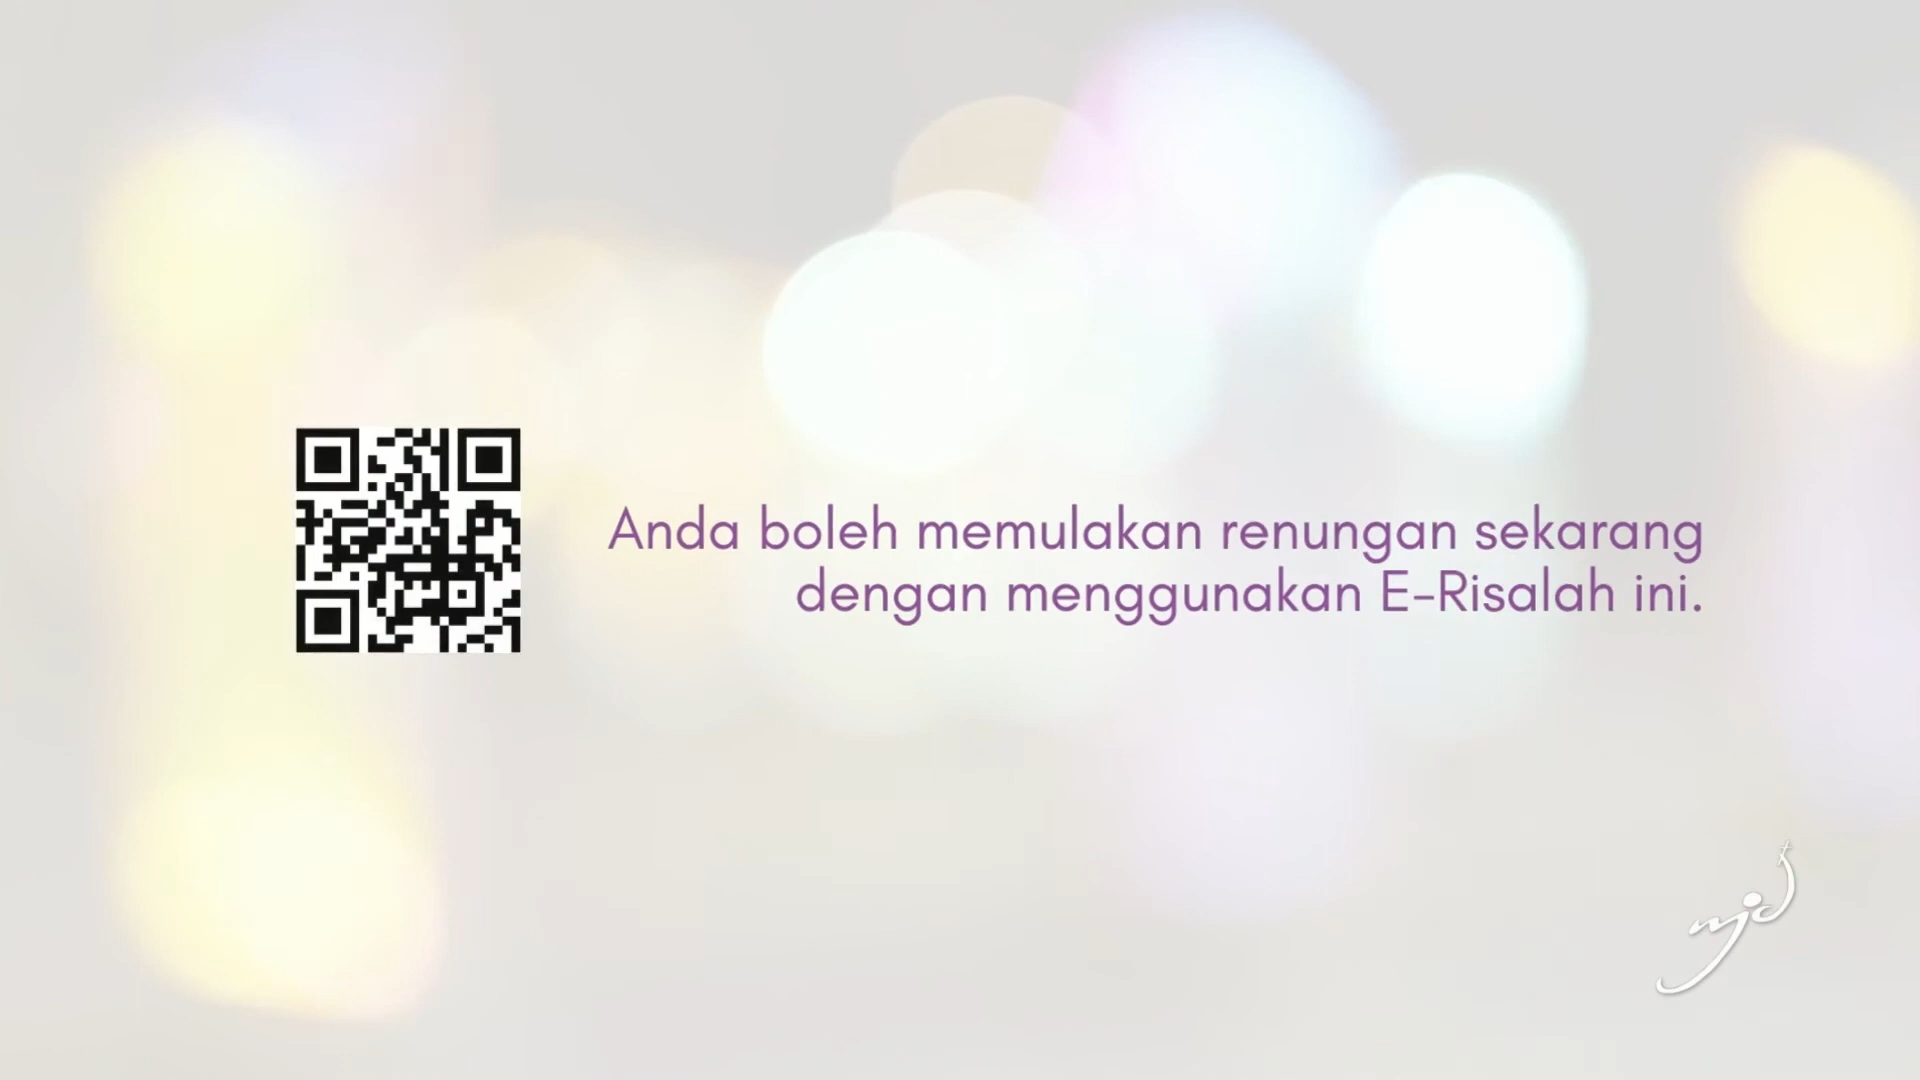 Anda boleh memulakan renungan sekarang
dengan menggunakan E-Risalah ini.